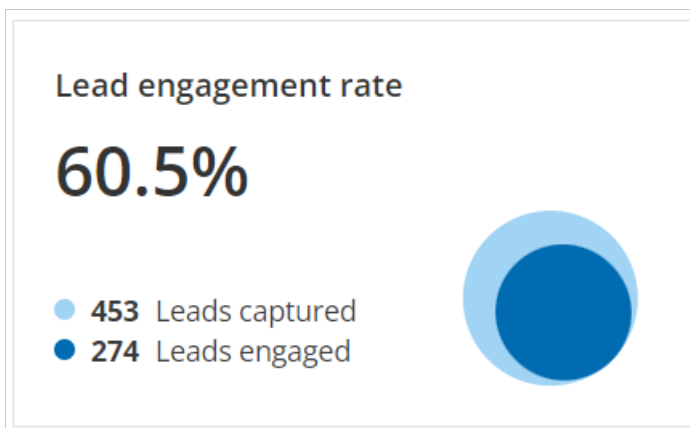 Lead engagement rate
60.5%
453 Leads captured
274 Leads engaged